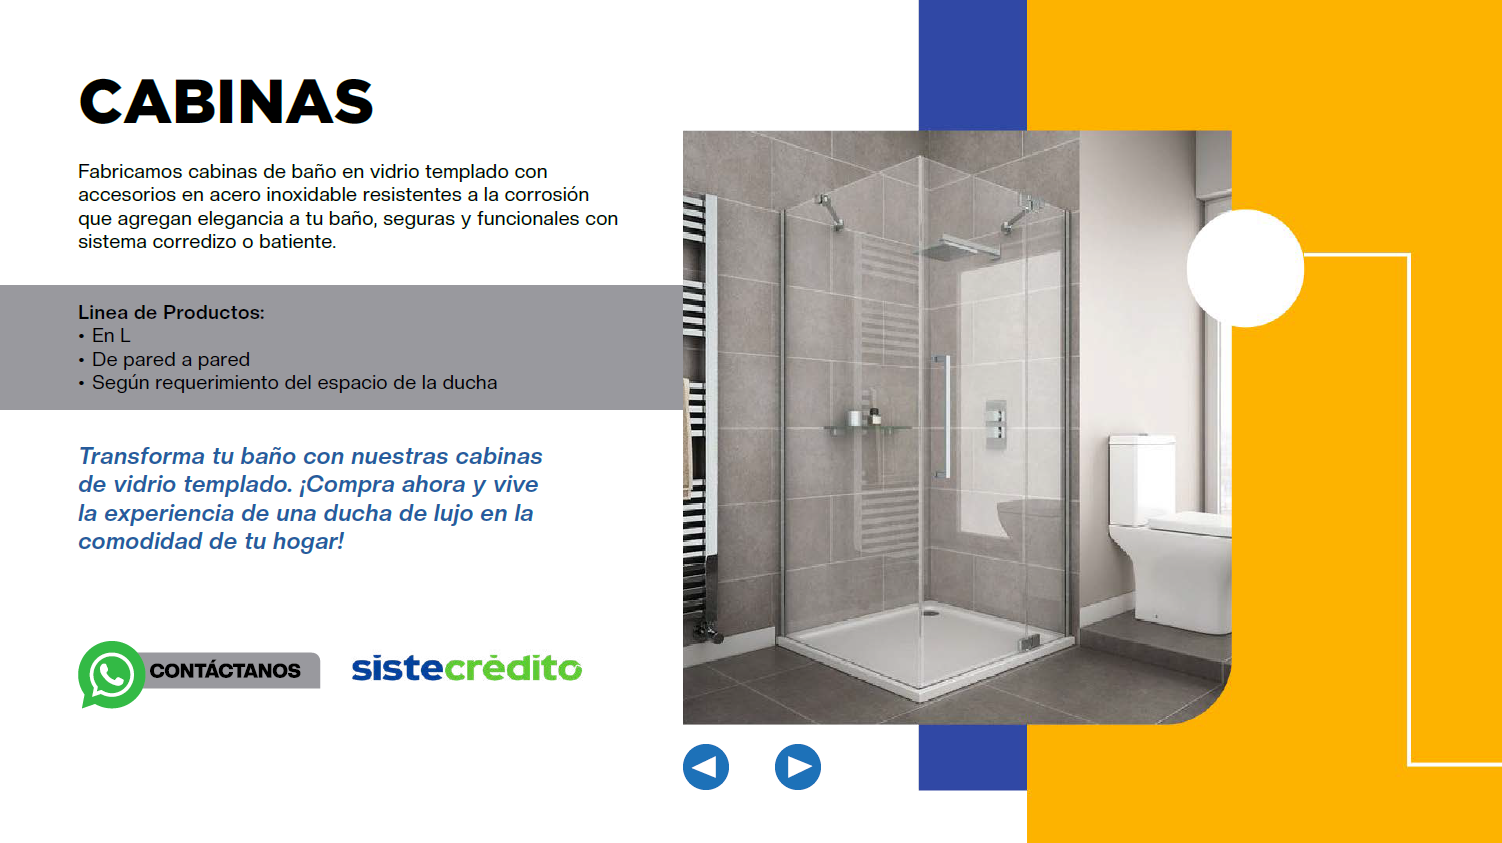 CABINAS
Fabricamos cabinas de baño en vidrio templado con
accesorios en acero inoxidable resistentes a la corrosión
que agregan elegancia a tu baño, seguras y funcionales con
sistema corredizo o batiente.
Linea de Productos:
• En L
• De pared a pared
• Según requerimiento del espacio de la ducha
Transforma tu baño con nuestras cabinas
de vidrio templado. ¡Compra ahora y vive
la experiencia de una ducha de lujo en la
comodidad de tu hogar!
CONTÁCTANOS
sistecrédito